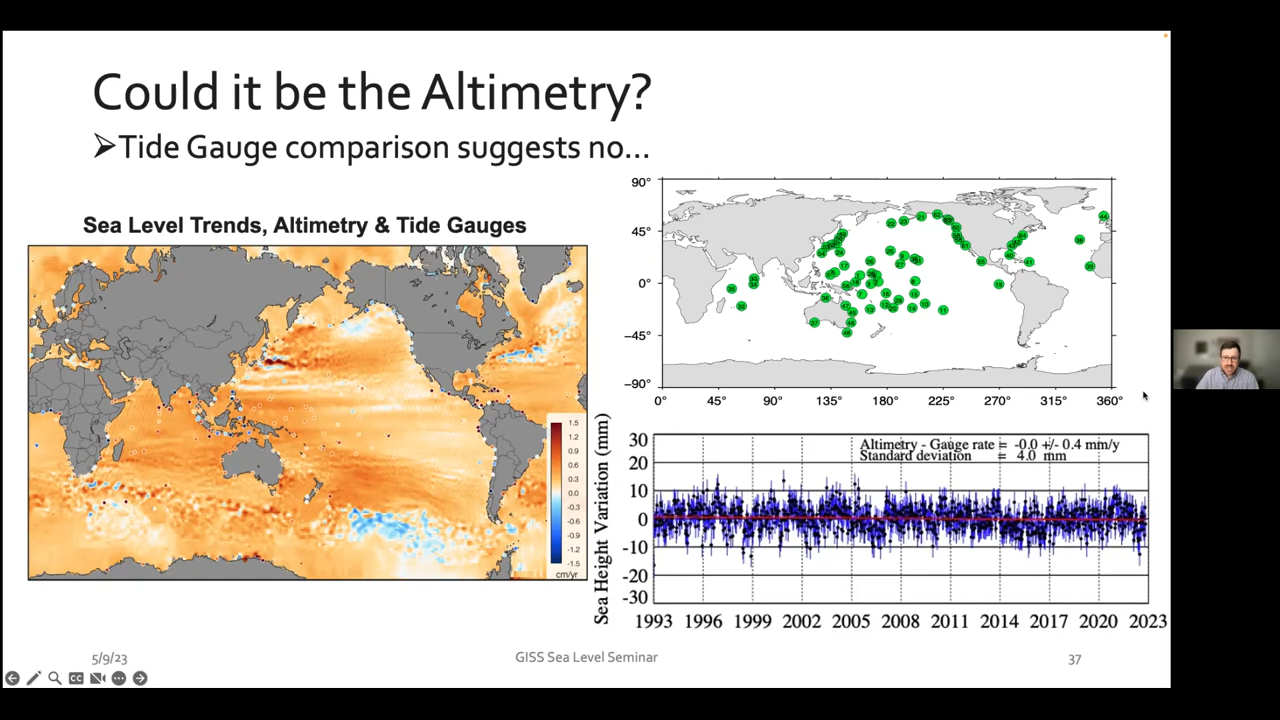 Could it be the Altimetry?
➢Tide Gauge comparison suggests no...
Sea Level Trends, Altimetry & Tide Gauges
1.5
1.2
0.9
0.6
0.3
0.0
-0.3
-0.6
-0.9
-1.2
-1.5
cm/yr
90°
45°
0°
−45°
−90°
0° 45° 90° 135° 180° 225° 270° 315° 360°
Sea Height Variation (mm)
Altimetry - Gauge rate = -0.0 +/- 0.4 mm/y
Standard deviation = 4.0 mm
30
20
10
0
-10
-20
-30
1993 1996 1999 2002 2005 2008 2011 2014 2017 2020 2023
5/9/23 GISS Sea Level Seminar 37
CC